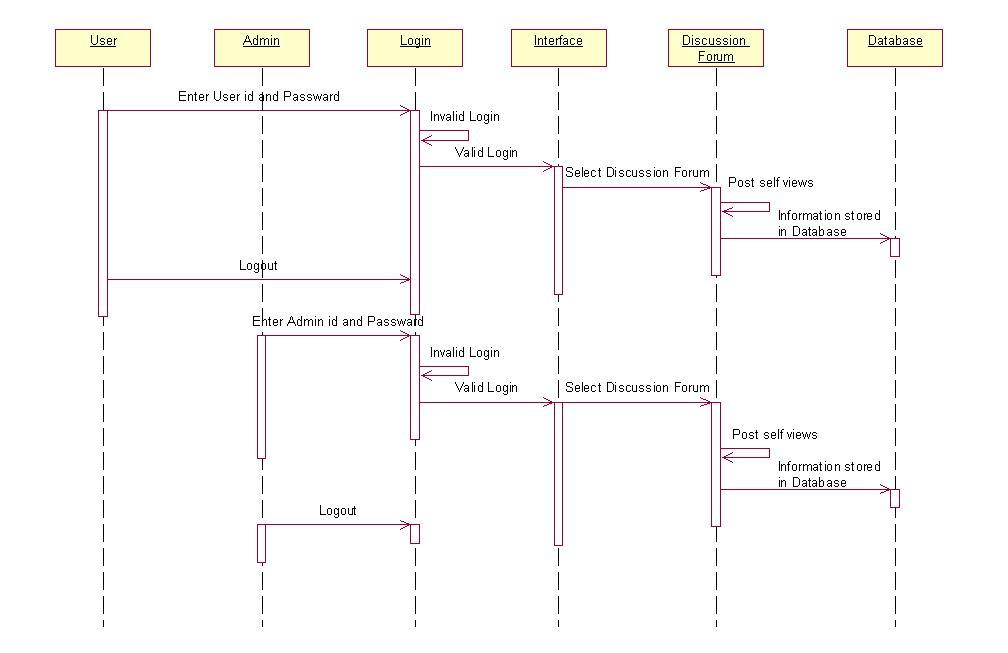 User
Admin
Login
Interface
Discussion
Forum
Database
Enter User id and Passward
Invalid Login
Valid Login
Select Discussion Forum
Post self views
Information stored
in Database
Logout
Enter Admin id and Passward
Invalid Login
Valid Login
Select Discussion Forum
Post self views
Information stored
in Database
Logout